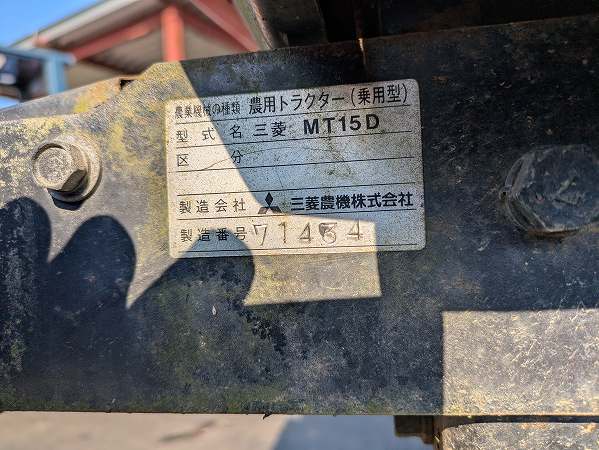 農業機械の種類 農用トラクター(乗用型)
型式名 三菱 MT15D
区分
製造会社 三菱農機株式会社
製造番号 71454